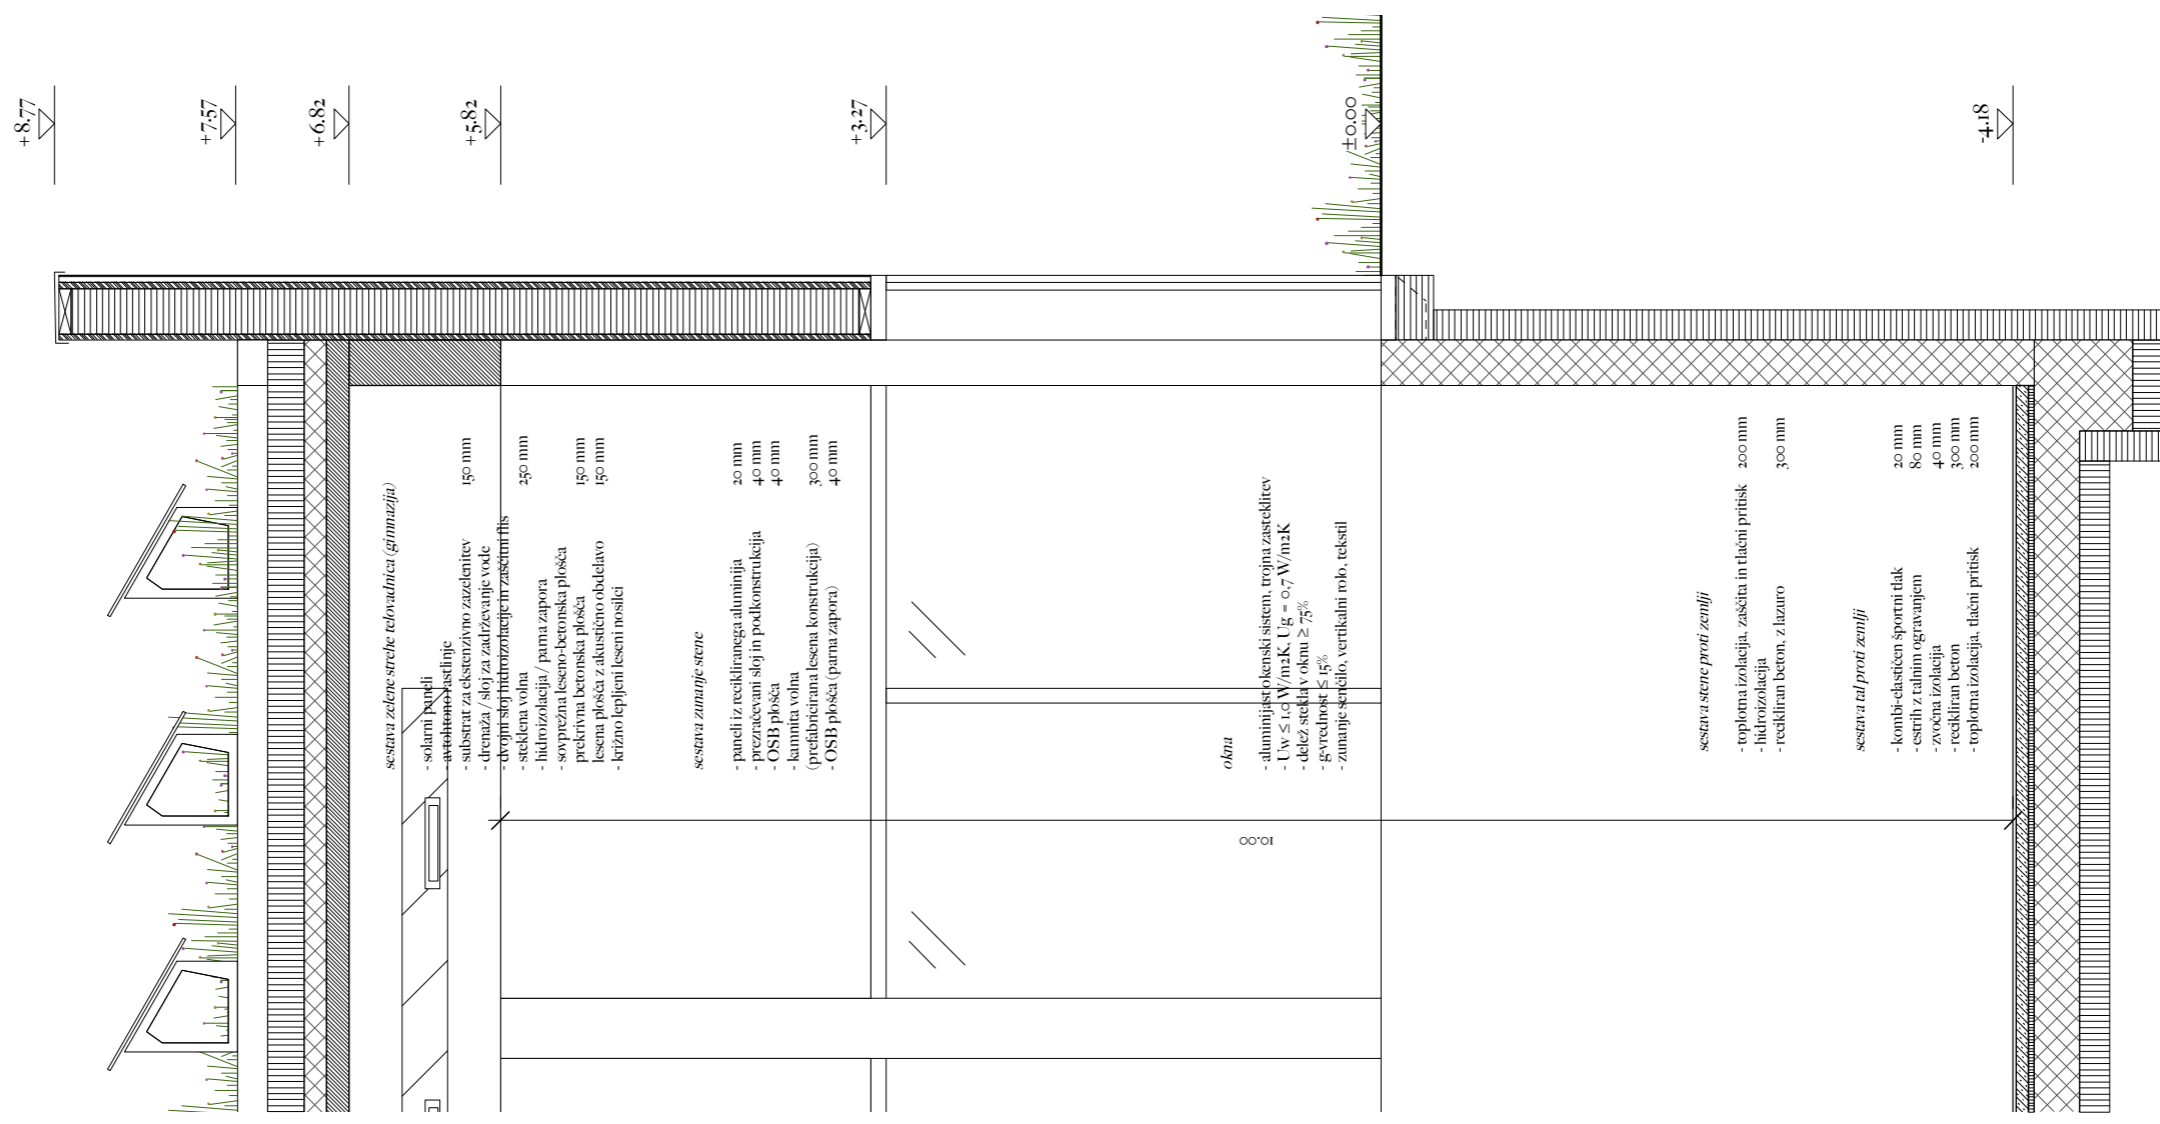 +8.77
+7.57
+6.82
+5.82
+3.27
±0.00
-4.18
sestava zelene strehe telovadnica (gimnazija)
- solarni paneli
- avtohtono rastlinje
- substrat za ekstenzivno zazelenitev 150 mm
- drenaža / sloj za zadrževanje vode
- dvojni sloj hidroizolacije in zaščitni flis
- steklena volna 250 mm
- hidroizolacija / parna zapora
- sovprežna leseno-betonska plošča
prekrivna betonska plošča 150 mm
lesena plošča z akustično obdelavo 150 mm
- križno lepljeni leseni nosilci
sestava zunanje stene
- paneli iz recikliranega aluminija 20 mm
- prezračevani sloj in podkonstrukcija 40 mm
- OSB plošča 40 mm
- kamnita volna
(prefabricirana lesena konstrukcija) 300 mm
- OSB plošča (parna zapora) 40 mm
okna
- aluminijast okenski sistem, trojna zasteklitev
- Uw ≤ 1,0 W/m2K, Ug = 0,7 W/m2K
- delež stekla v oknu ≥ 75%
- g-vrednost ≤ 15%
- zunanje senčilo, vertikalni rolo, tekstil
10.00
sestava stene proti zemlji
- toplotna izolacija, zaščita in tlačni pritisk 200 mm
- hidroizolacija
- recikliran beton, z lazuro 300 mm
sestava tal proti zemlji
- kombi-elastičen športni tlak 20 mm
- estrih z talnim ogravanjem 80 mm
- zvočna izolacija 40 mm
- recikliran beton 300 mm
- toplotna izolacija, tlačni pritisk 200 mm